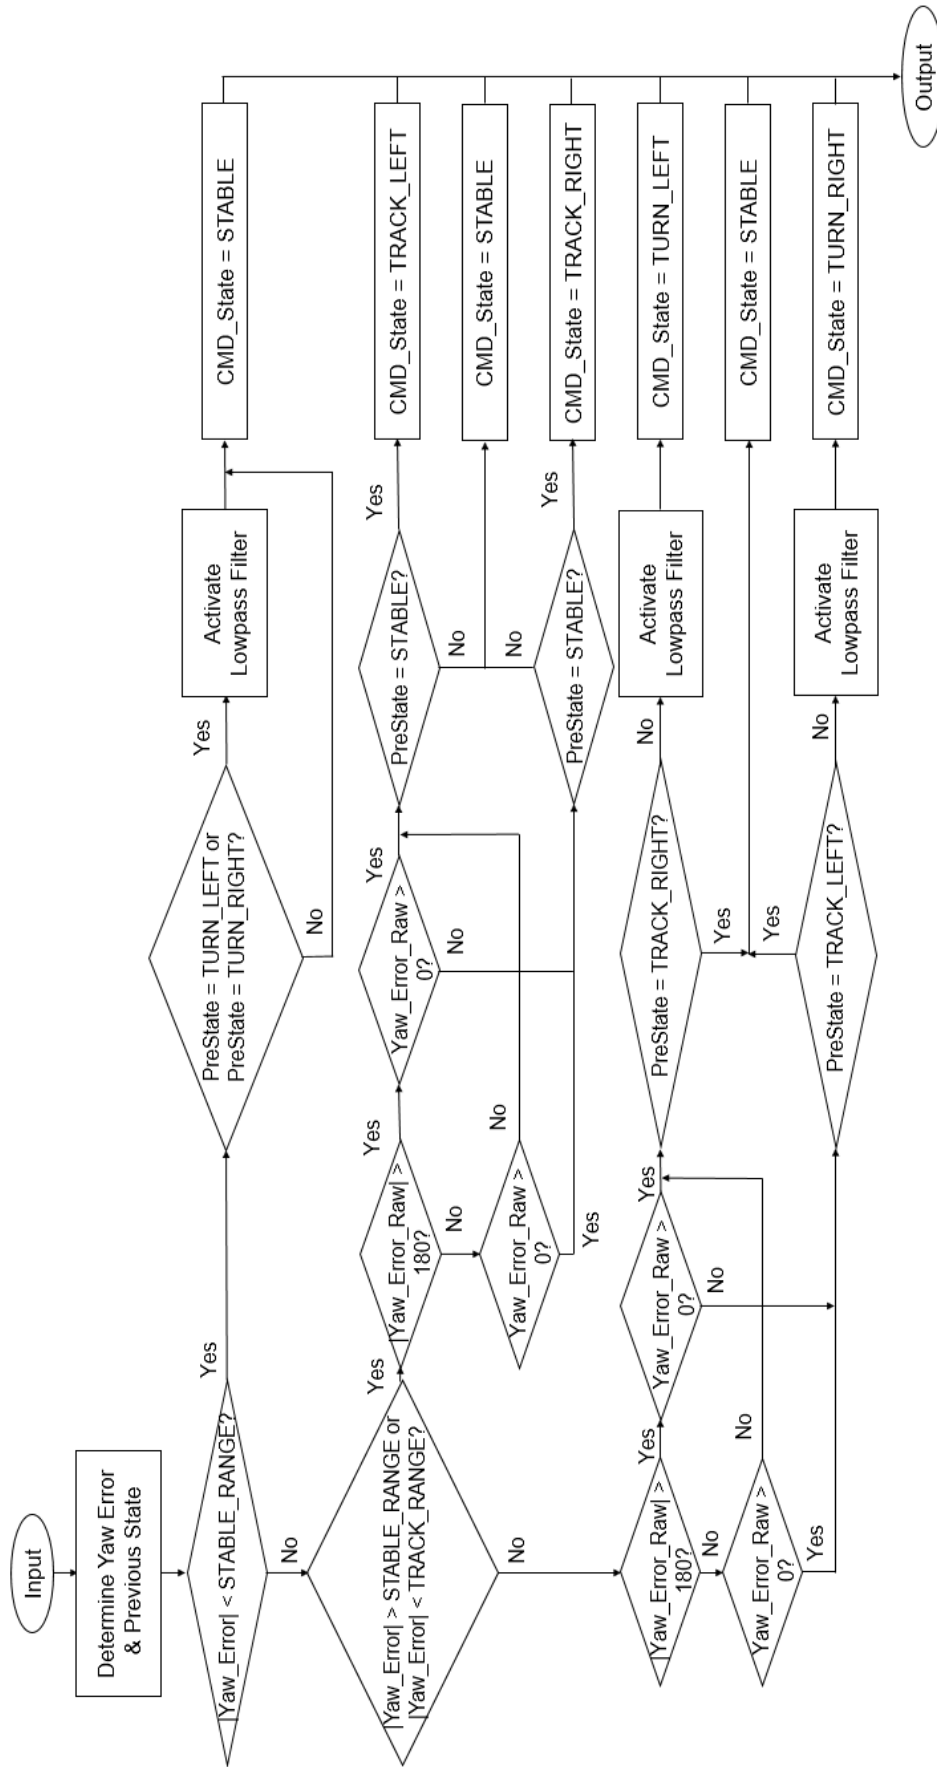 Input
Determine Yaw Error
& Previous State
|Yaw_Error| < STABLE_RANGE?
Yes
No
PreState = TURN_LEFT or
PreState = TURN_RIGHT?
Yes
No
Activate
Lowpass Filter
CMD_State = STABLE
|Yaw_Error| > STABLE_RANGE or
|Yaw_Error| < TRACK_RANGE?
Yes
No
|Yaw_Error_Raw| >
180?
Yes
No
Yaw_Error_Raw >
0?
Yes
No
Yaw_Error_Raw >
0?
No
Yes
PreState = STABLE?
Yes
No
CMD_State = TRACK_LEFT
CMD_State = STABLE
No
PreState = STABLE?
Yes
CMD_State = TRACK_RIGHT
|Yaw_Error_Raw| >
180?
Yes
No
Yaw_Error_Raw >
0?
Yes
No
Yaw_Error_Raw >
0?
No
Yes
PreState = TRACK_RIGHT?
No
Yes
Activate
Lowpass Filter
CMD_State = TURN_LEFT
CMD_State = STABLE
Yes
PreState = TRACK_LEFT?
No
Activate
Lowpass Filter
CMD_State = TURN_RIGHT
Output